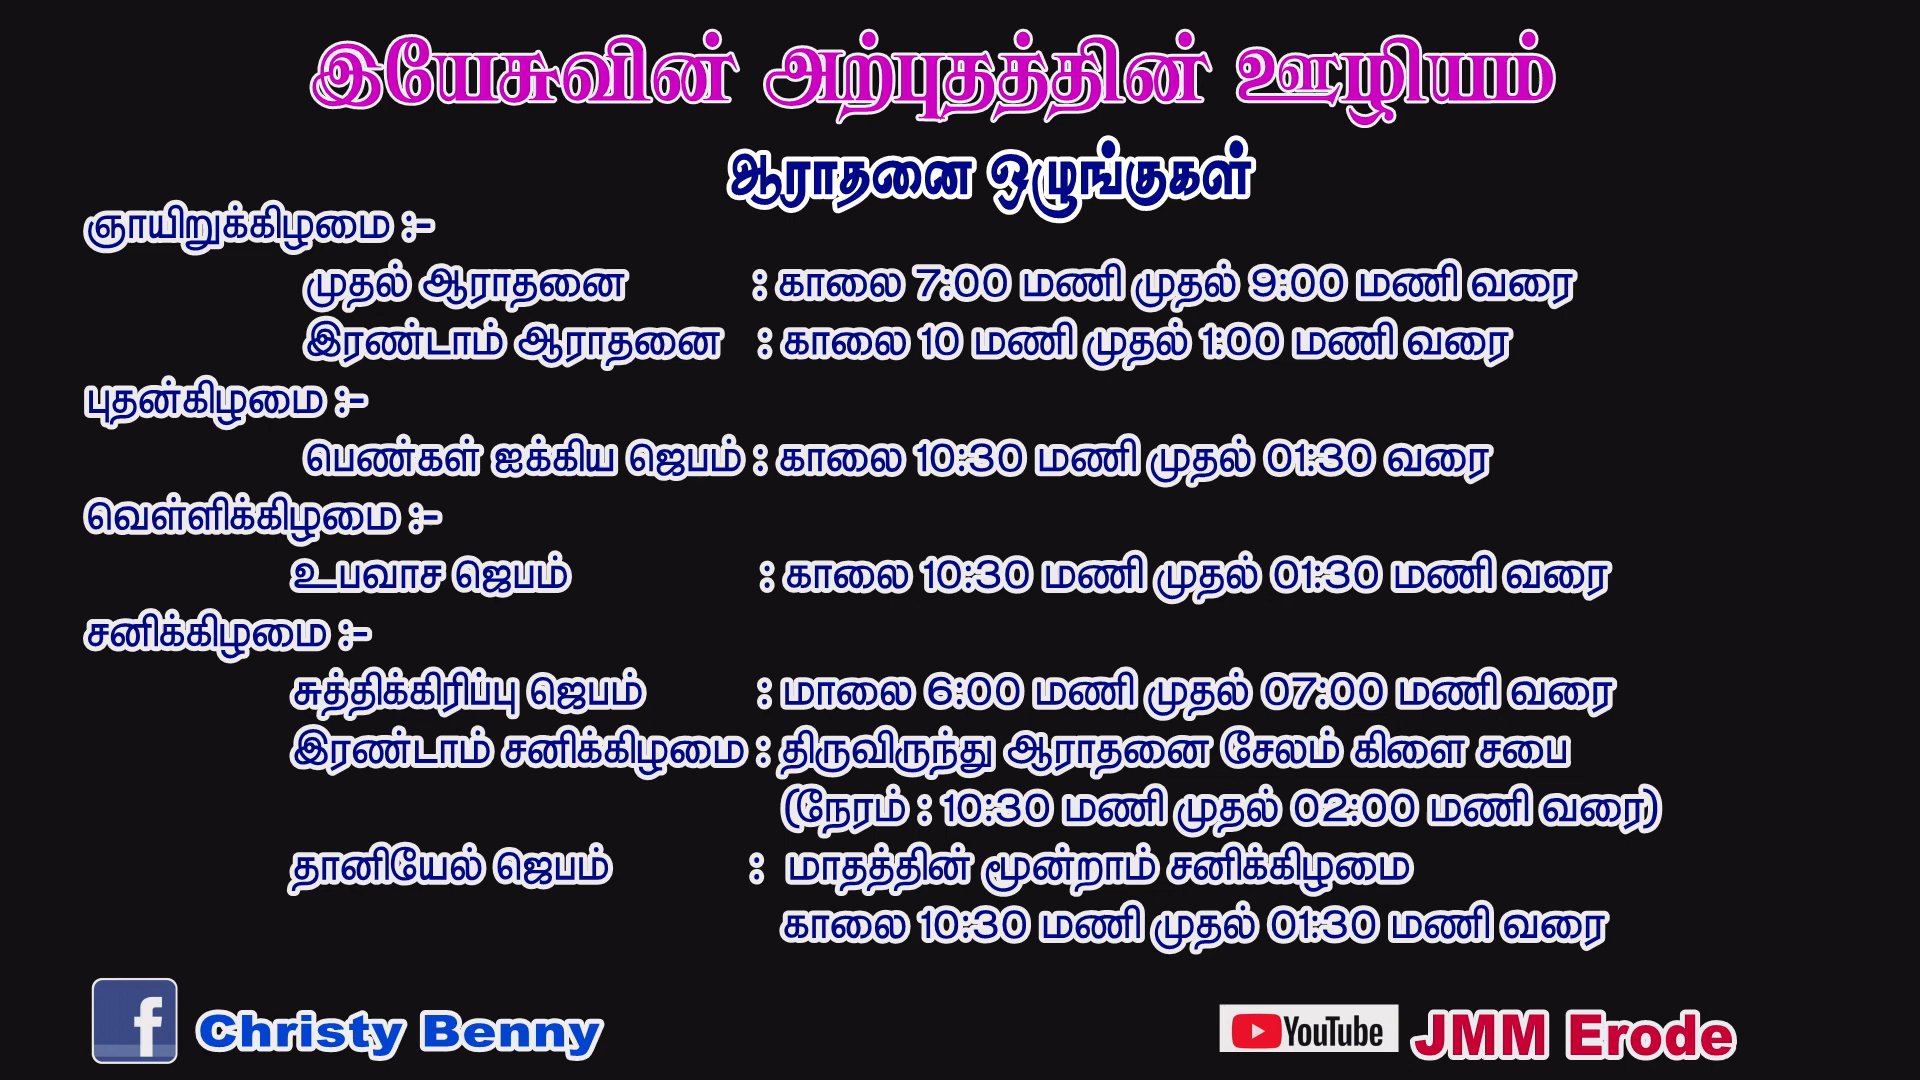 இயேசுவின் அற்புதத்தின் ஊழியம்
ஆராதனை ஒழுங்குகள்
ஞாயிறுக்கிழமை :-
முதல் ஆராதனை : காலை 7:00 மணி முதல் 9:00 மணி வரை
இரண்டாம் ஆராதனை : காலை 10 மணி முதல் 1:00 மணி வரை
புதன்கிழமை :-
பெண்கள் ஐக்கிய ஜெபம் : காலை 10:30 மணி முதல் 01:30 வரை
வெள்ளிக்கிழமை :-
உபவாச ஜெபம் : காலை 10:30 மணி முதல் 01:30 மணி வரை
சனிக்கிழமை :-
சுத்திக்கிரிப்பு ஜெபம் : மாலை 6:00 மணி முதல் 07:00 மணி வரை
இரண்டாம் சனிக்கிழமை : திருவிருந்து ஆராதனை சேலம் கிளை சபை
(நேரம் : 10:30 மணி முதல் 02:00 மணி வரை)
தானியேல் ஜெபம் : மாதத்தின் மூன்றாம் சனிக்கிழமை
காலை 10:30 மணி முதல் 01:30 மணி வரை
f Christy Benny
YouTube JMM Erode